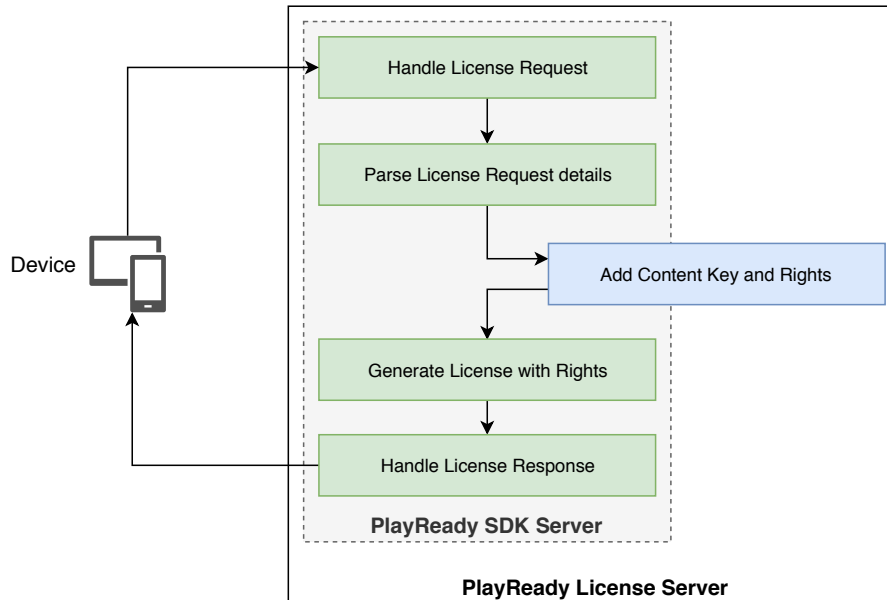 Handle License Request
Parse License Request details
Device
Add Content Key and Rights
Generate License with Rights
Handle License Response
PlayReady SDK Server
PlayReady License Server